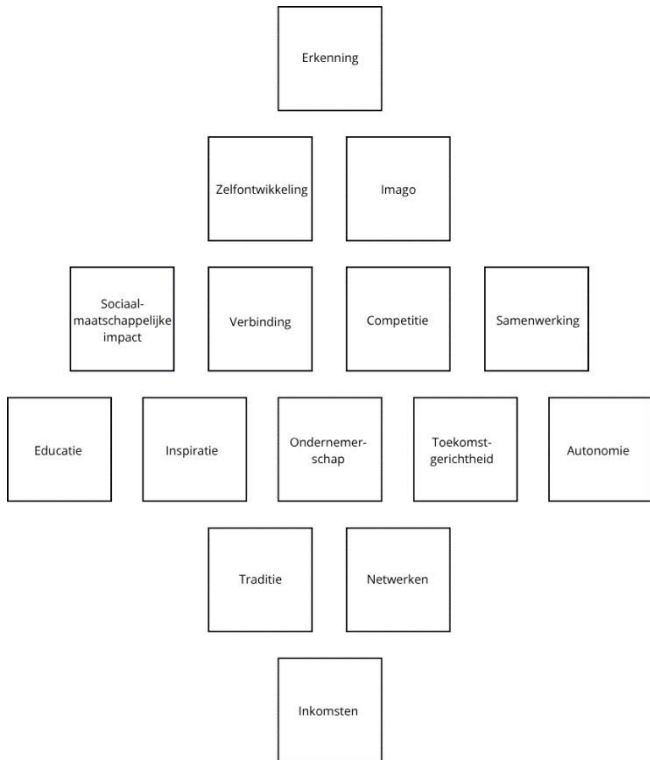 Erkenning
Zelfontwikkeling
Imago
Sociaal-
maatschappelijke
impact
Verbinding
Competitie
Samenwerking
Educatie
Inspiratie
Ondernemer-
schap
Toekomst-
gerichtheid
Autonomie
Traditie
Netwerken
Inkomsten